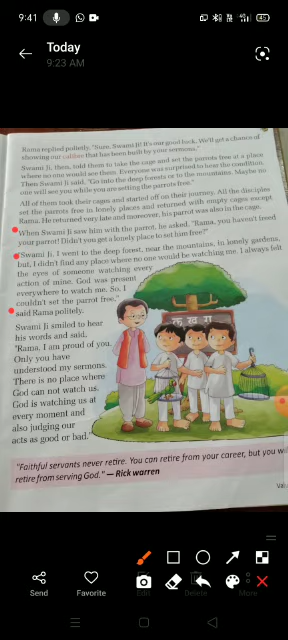 9:41
45
Today
9:23 AM
Rama replied politely, "Sure, Swami Ji! It's our good luck. We'll get a chance of
showing our calibre that has been built by your sermons."
Swami Ji, then, told them to take the cage and set the parrots free at a place
where no one would see them. Everyone was surprised to hear the condition.
Then Swami Ji said, "Go into the deep forests or to the mountains. Maybe no
one will see you while you are setting the parrots free."
All of them took their cages and started off on their journey. All the disciples
set the parrots free in lonely places and returned with empty cages except
Rama. He returned very late and moreover, his parrot was also in the cage.
When Swami Ji saw him with the parrot, he asked, "Rama, you haven't freed
your parrot! Didn't you get a lonely place to set him free?"
"Swami Ji, I went to the deep forest, near the mountains, in lonely gardens,
but, I didn't find any place where no one would be watching me. I always felt
the eyes of someone watching every
action of mine. God was present
everywhere to watch me. So, I
couldn't set the parrot free,"
said Rama politely.
क ख ग
Swami Ji smiled to hear
his words and said,
"Rama, I am proud of you.
Only you have
understood my sermons.
There is no place where
God can not watch us.
God is watching us at
every moment and
also judging our
acts as good or bad."
"Faithful servants never retire. You can retire from your career, but you wi
retire from serving God." — Rick warren
Send
Favorite
Edit
Delete
More